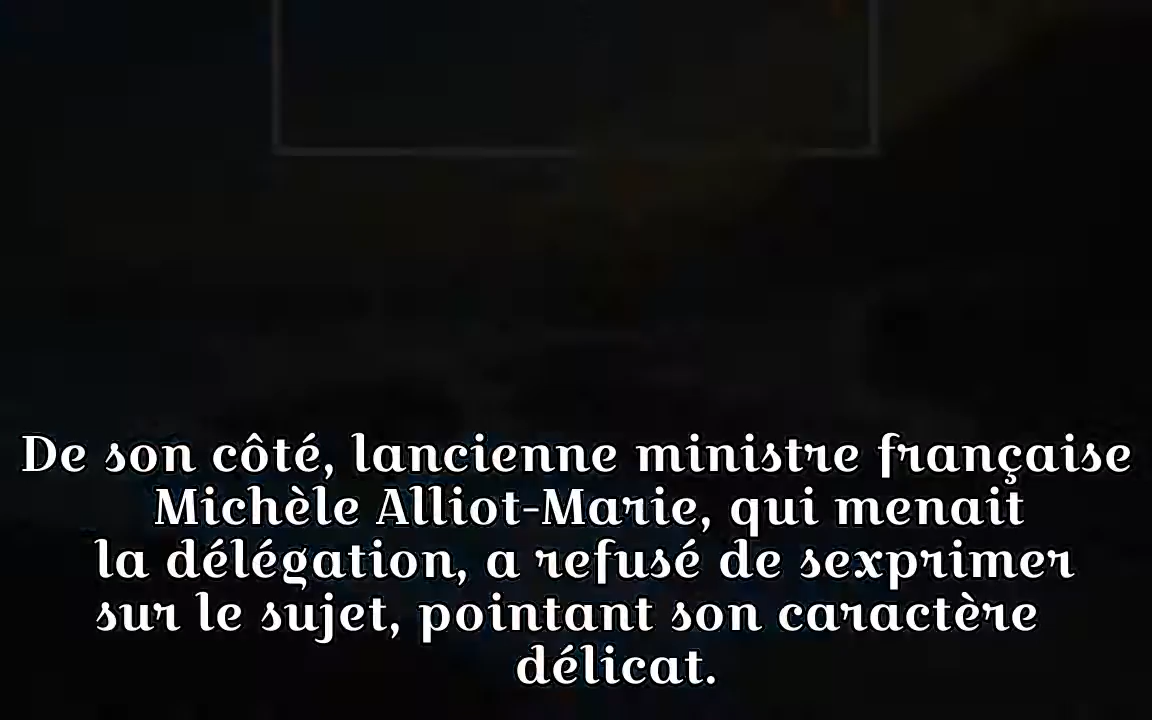 De son côté, lancienne ministre française
Michèle Alliot-Marie, qui menait
la délégation, a refusé de sexprimer
sur le sujet, pointant son caractère
délicat.